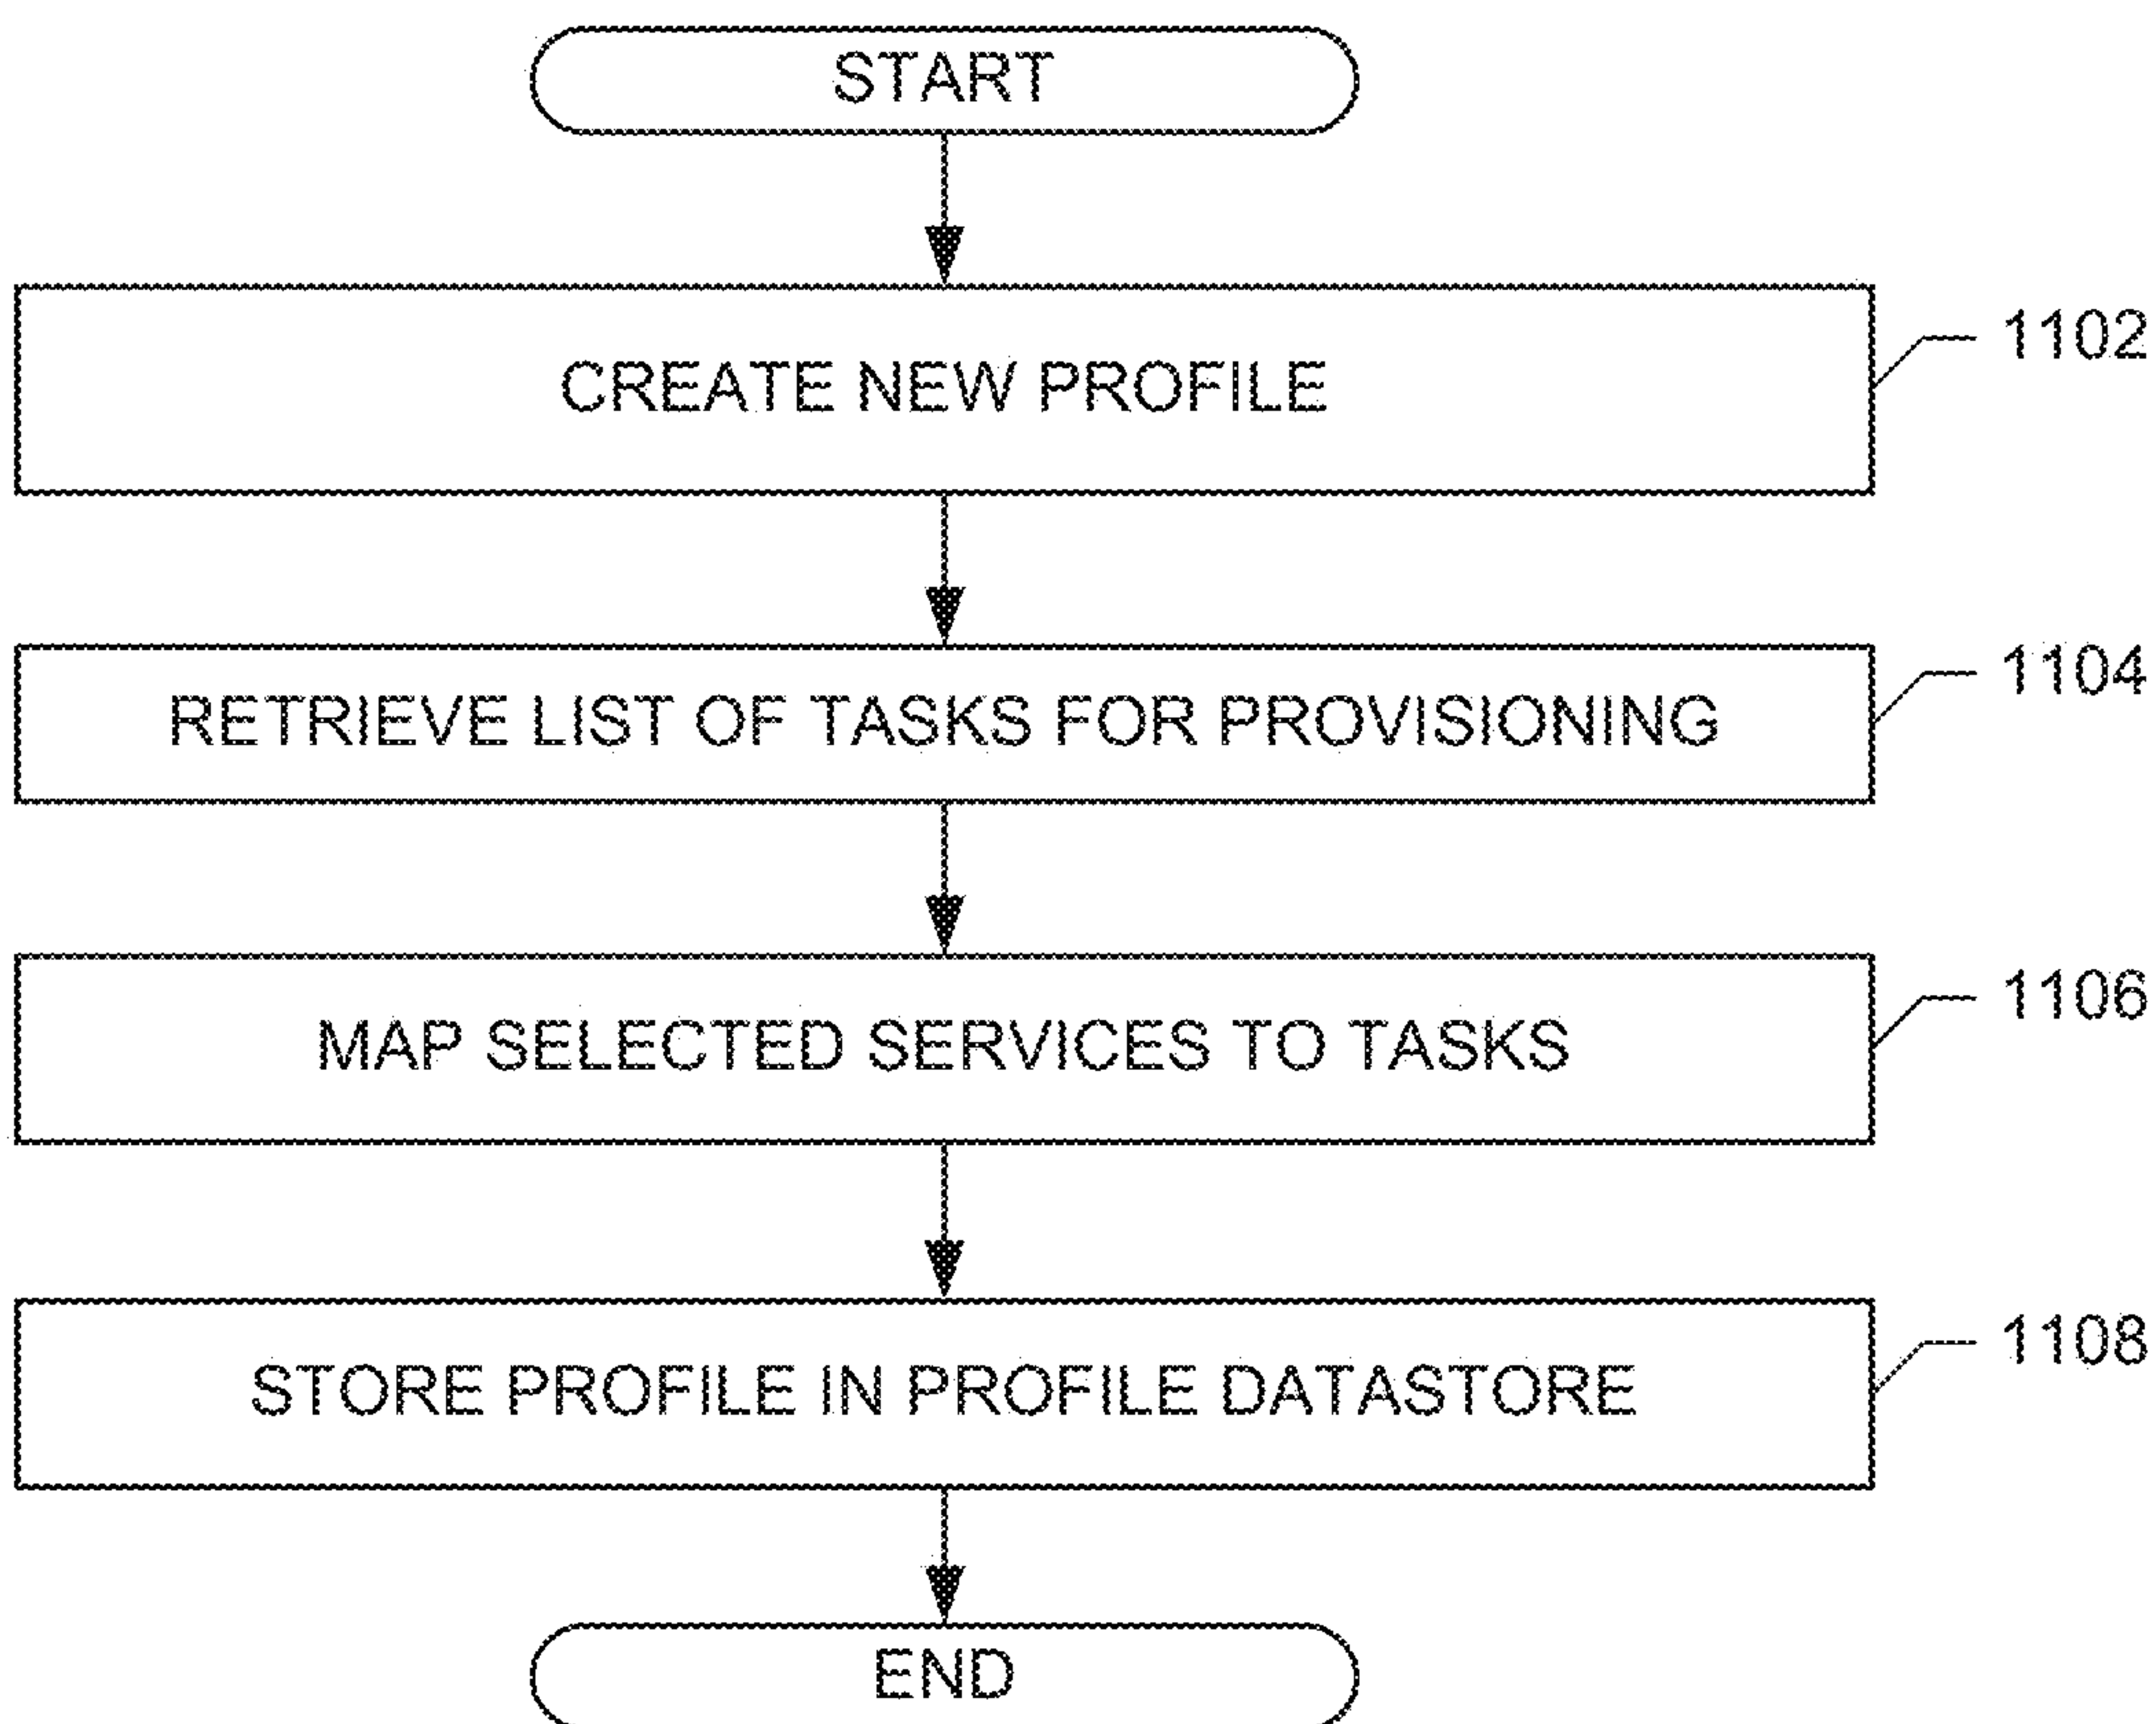 START
CREATE NEW PROFILE
1102
RETRIEVE LIST OF TASKS FOR PROVISIONING
1104
MAP SELECTED SERVICES TO TASKS
1106
STORE PROFILE IN PROFILE DATASTORE
1108
END